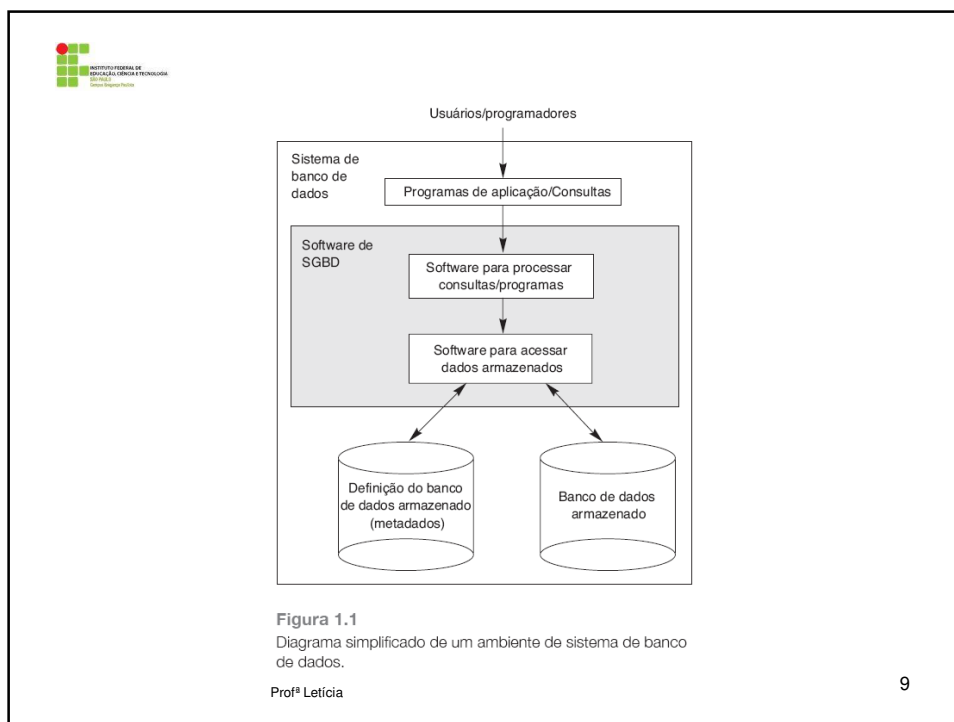 INSTITUTO FEDERAL DE
EDUCAÇÃO, CIÊNCIA E TECNOLOGIA
SÃO PAULO
Campus Bragança Paulista
Usuários/programadores
Sistema de
banco de
dados
Programas de aplicação/Consultas
Software de
SGBD
Software para processar
consultas/programas
Software para acessar
dados armazenados
Definição do banco
de dados armazenado
(metadados)
Banco de dados
armazenado
Figura 1.1
Diagrama simplificado de um ambiente de sistema de banco
de dados.
Profª Letícia
9